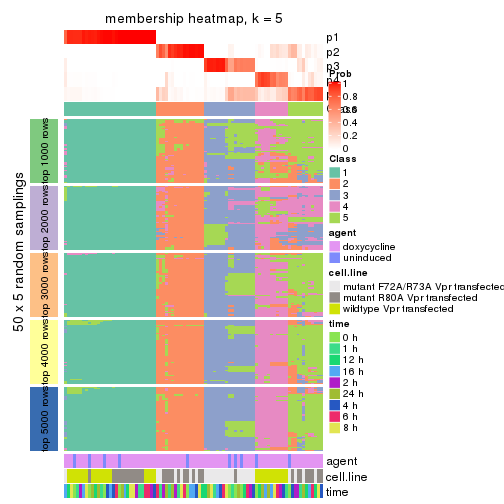 membership heatmap, k = 5
p1
p2
p3
p4
Prob
1
0.8
0.6
0.4
0.2
0
Class
1
2
3
4
5
agent
doxycycline
uninduced
cell.line
mutant F72A/R73A Vpr transfected
mutant R80A Vpr transfected
wildtype Vpr transfected
time
0 h
1 h
12 h
16 h
2 h
24 h
4 h
6 h
8 h
50 x 5 random samplings
top 1000 rows
top 2000 rows
top 3000 rows
top 4000 rows
top 5000 rows
agent
cell.line
time